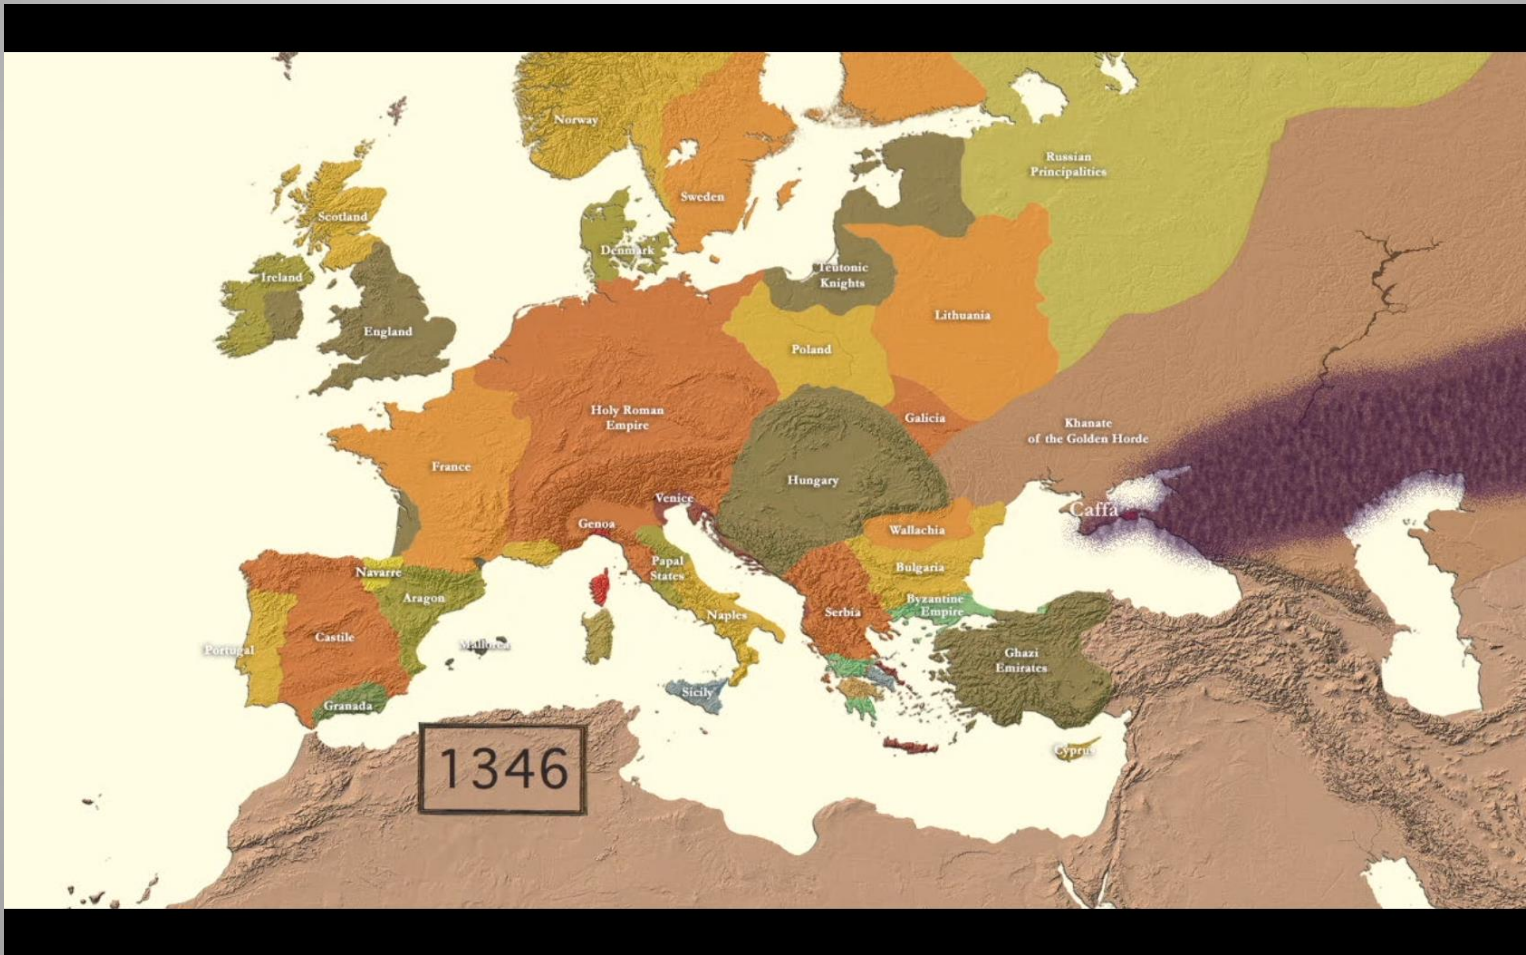 Norway
Russian
Principalities
Sweden
Scotland
Denmark
Teutonic
Knights
Ireland
Lithuania
England
Poland
Holy Roman
Empire
Galicia
Khanate
of the Golden Horde
France
Hungary
Venice
Caffa
Genoa
Wallachia
Papal
States
Bulgaria
Navarre
Aragon
Byzantine
Empire
Naples
Serbia
Castile
Portugal
Mallorca
Ghazi
Emirates
Sicily
Granada
Cyprus
1346